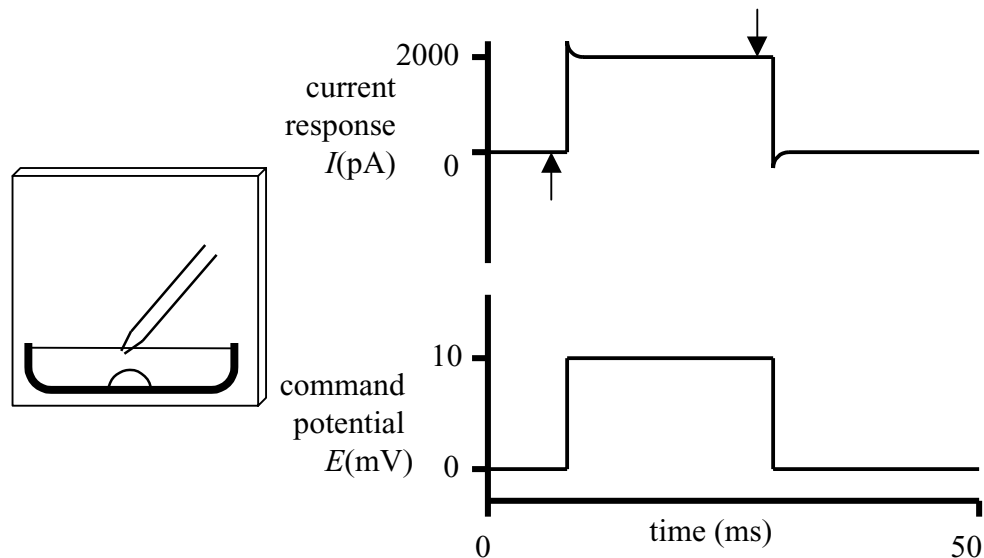 2000
current
response
I(pA)
0
10
command
potential
E(mV)
0
time (ms)
0
50